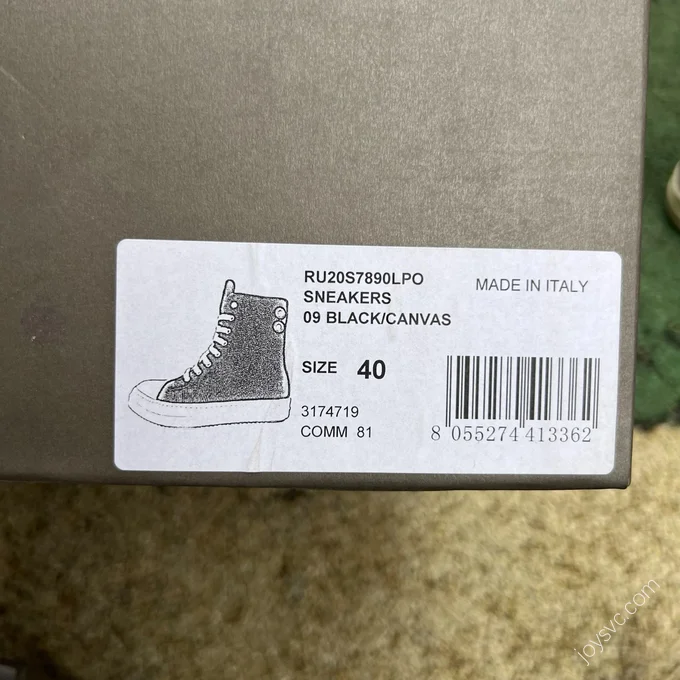 RU20S7890LPO
SNEAKERS
09 BLACK/CANVAS
MADE IN ITALY
SIZE 40
3174719
COMM 81
8 055274 413362
joysvc.com